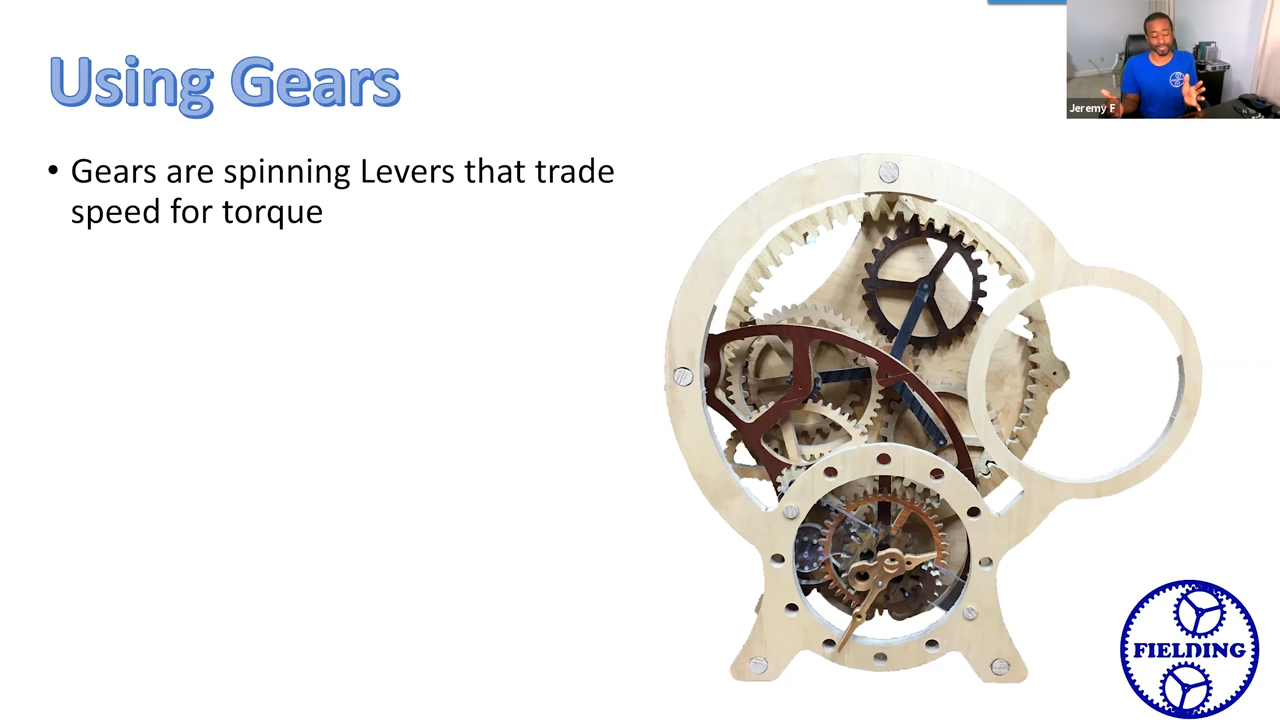 Using Gears
• Gears are spinning Levers that trade
speed for torque
Jeremy F
FIELDING